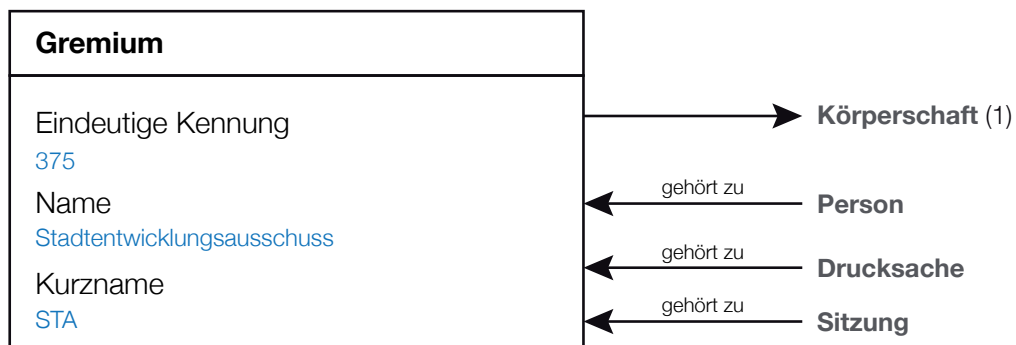 Gremium
Eindeutige Kennung
375
Name
Stadtentwicklungsausschuss
Kurzname
STA
Körperschaft (1)
gehört zu
Person
gehört zu
Drucksache
gehört zu
Sitzung